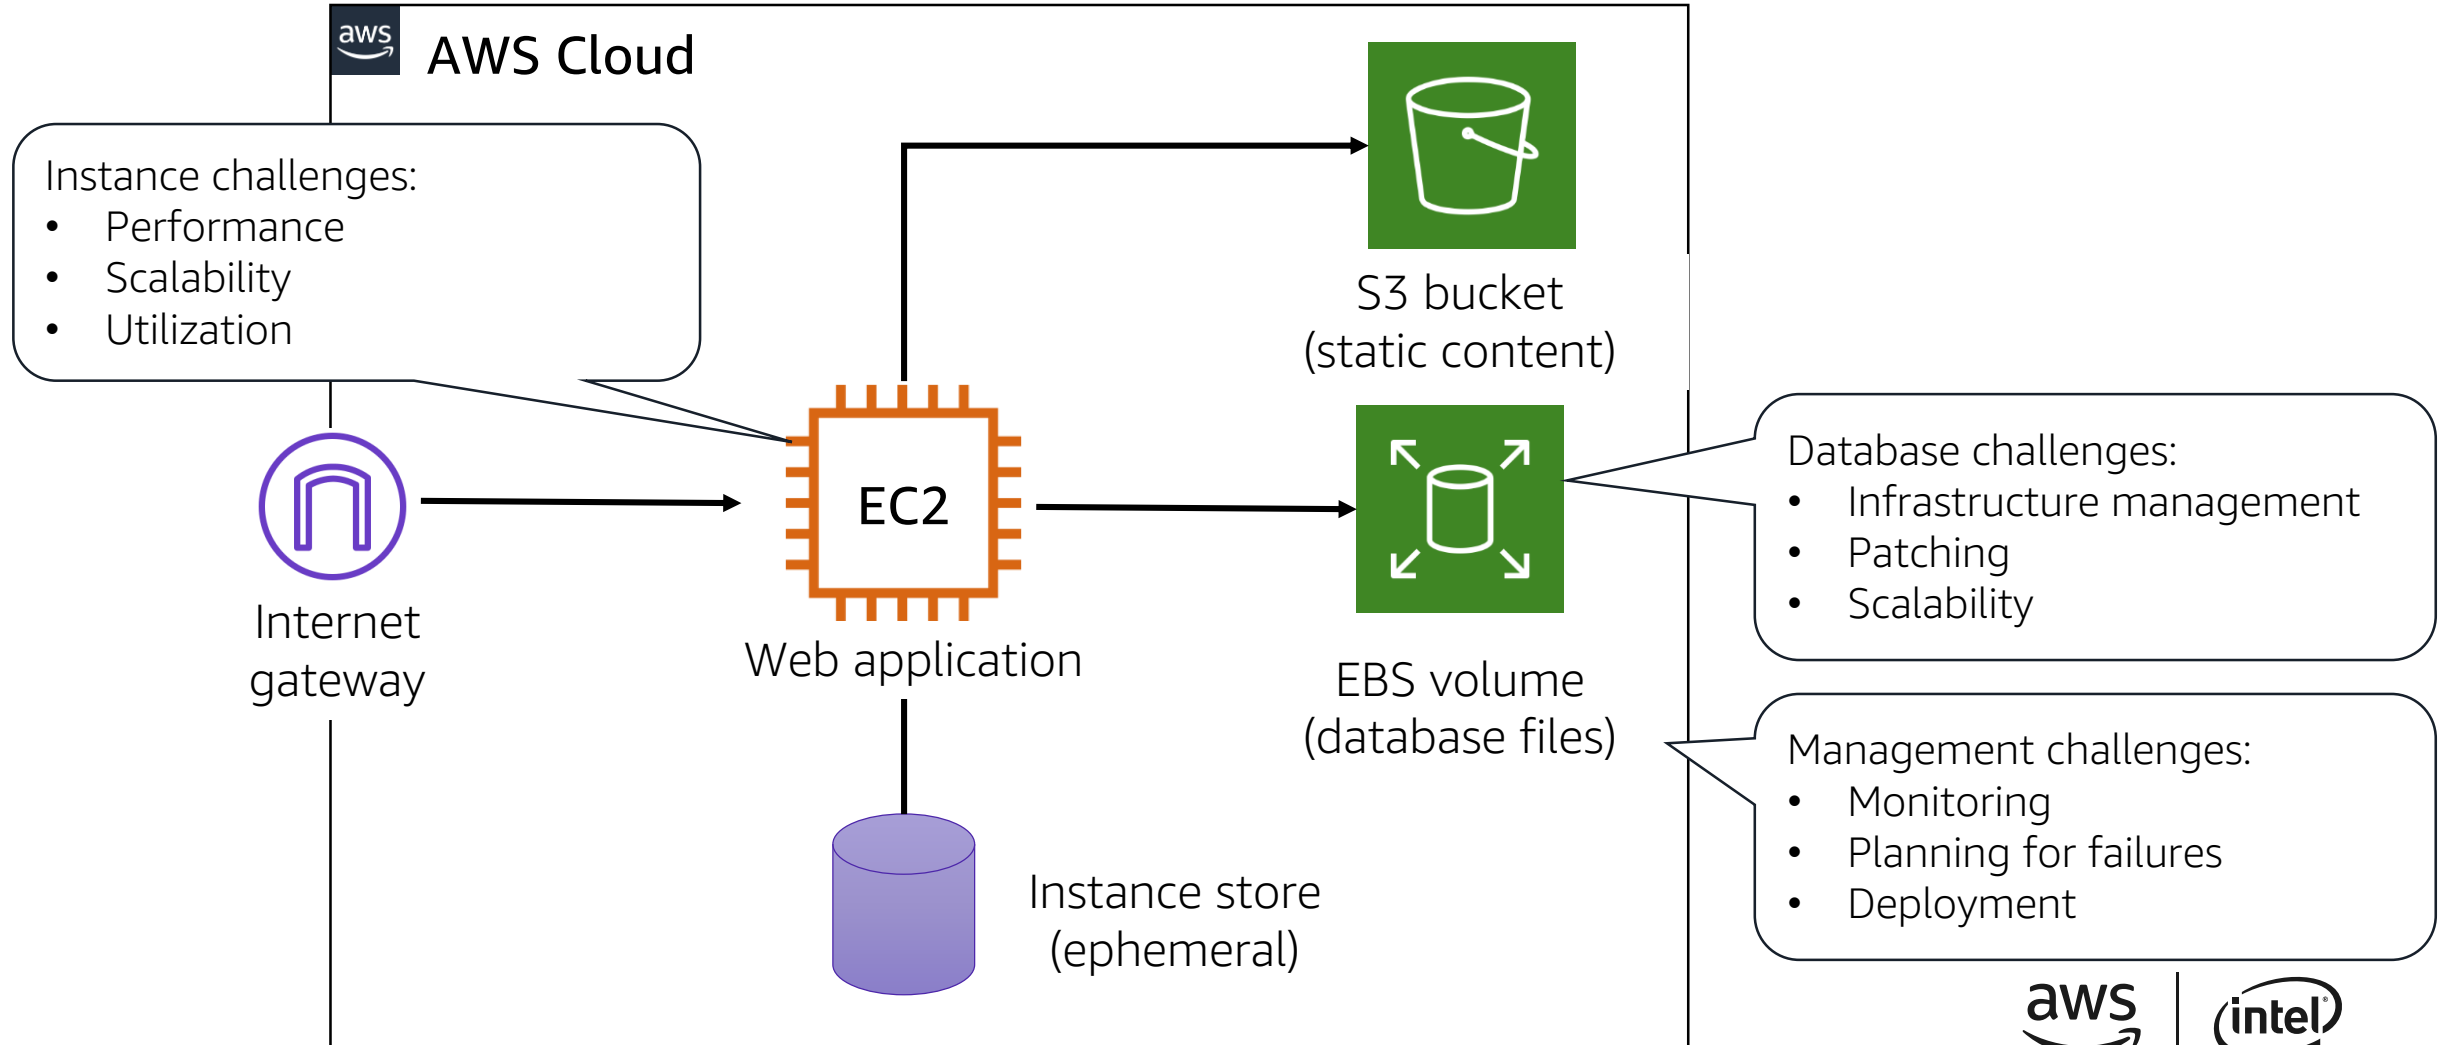 aws
AWS Cloud
Instance challenges:
• Performance
• Scalability
• Utilization
S3 bucket
(static content)
EC2
Web application
Internet
gateway
EBS volume
(database files)
Database challenges:
• Infrastructure management
• Patching
• Scalability
Management challenges:
• Monitoring
• Planning for failures
• Deployment
Instance store
(ephemeral)
aws
intel